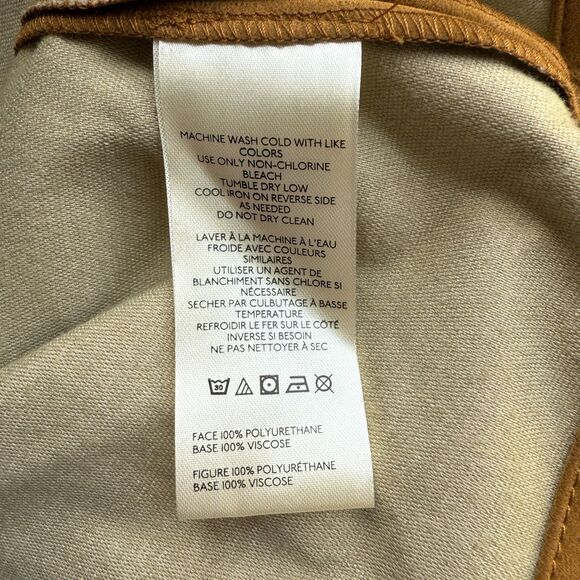 MACHINE WASH COLD WITH LIKE
COLORS
USE ONLY NON-CHLORINE
BLEACH
TUMBLE DRY LOW
COOL IRON ON REVERSE SIDE
AS NEEDED
DO NOT DRY CLEAN
LAVER À LA MACHINE À L'EAU
FROIDE AVEC COULEURS
SIMILAIRES
UTILISER UN AGENT DE
BLANCHIMENT SANS CHLORE SI
NÉCESSAIRE
SECHER PAR CULBUTAGE À BASSE
TEMPERATURE
REFROIDIR LE FER SUR LE CÔTÉ
INVERSE SI BESOIN
NE PAS NETTOYER À SEC
30
FACE 100% POLYURETHANE
BASE 100% VISCOSE
FIGURE 100% POLYURÉTHANE
BASE 100% VISCOSE